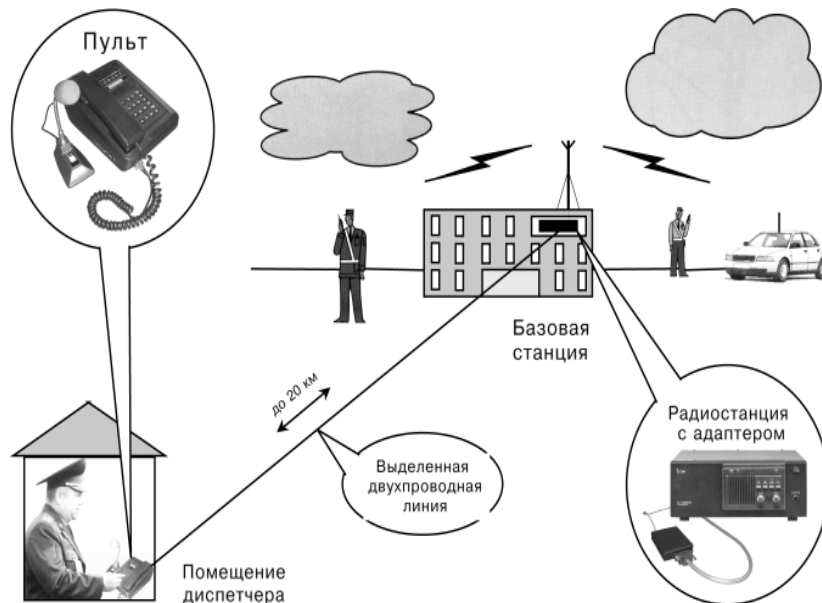 Пульт
Базовая
станция
до 20 км
Радиостанция
с адаптером
Выделенная
двухпроводная
линия
Помещение
диспетчера